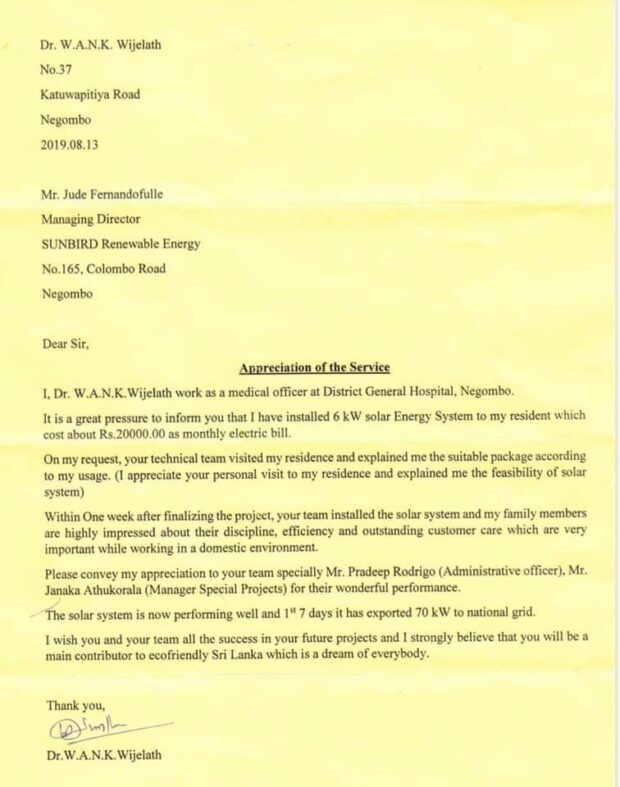 Dr. W.A.N.K. Wijelath
No.37
Katuwapitiya Road
Negombo
2019.08.13
Mr. Jude Fernandofulle
Managing Director
SUNBIRD Renewable Energy
No.165, Colombo Road
Negombo
Dear Sir,
Appreciation of the Service
I, Dr. W.A.N.K.Wijelath work as a medical officer at District General Hospital, Negombo.
It is a great pressure to inform you that I have installed 6 kW solar Energy System to my resident which
cost about Rs.20000.00 as monthly electric bill.
On my request, your technical team visited my residence and explained me the suitable package according
to my usage. (I appreciate your personal visit to my residence and explained me the feasibility of solar
system)
Within One week after finalizing the project, your team installed the solar system and my family members
are highly impressed about their discipline, efficiency and outstanding customer care which are very
important while working in a domestic environment.
Please convey my appreciation to your team specially Mr. Pradeep Rodrigo (Administrative officer), Mr.
Janaka Athukorala (Manager Special Projects) for their wonderful performance.
The solar system is now performing well and 1st 7 days it has exported 70 kW to national grid.
I wish you and your team all the success in your future projects and I strongly believe that you will be a
main contributor to ecofriendly Sri Lanka which is a dream of everybody.
Thank you,
Dr.W.A.N.K.Wijelath